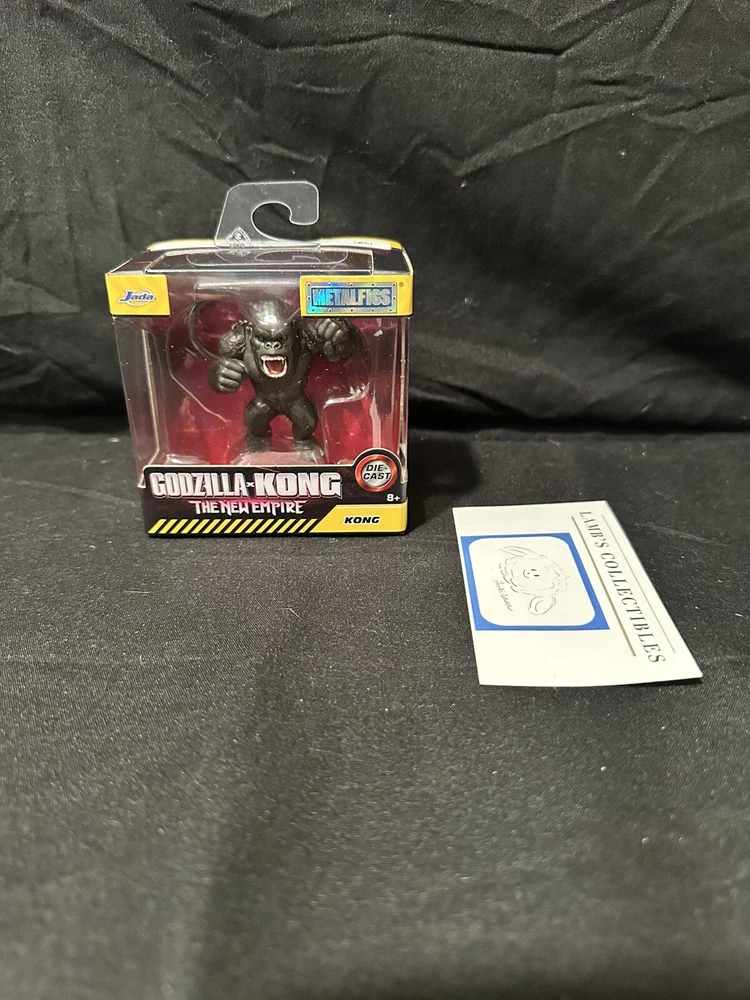 Jada
METALFIGS®
GODZILLA x KONG
THE NEW EMPIRE
DIE-
CAST
8+
KONG
LAMB'S COLLECTIBLES